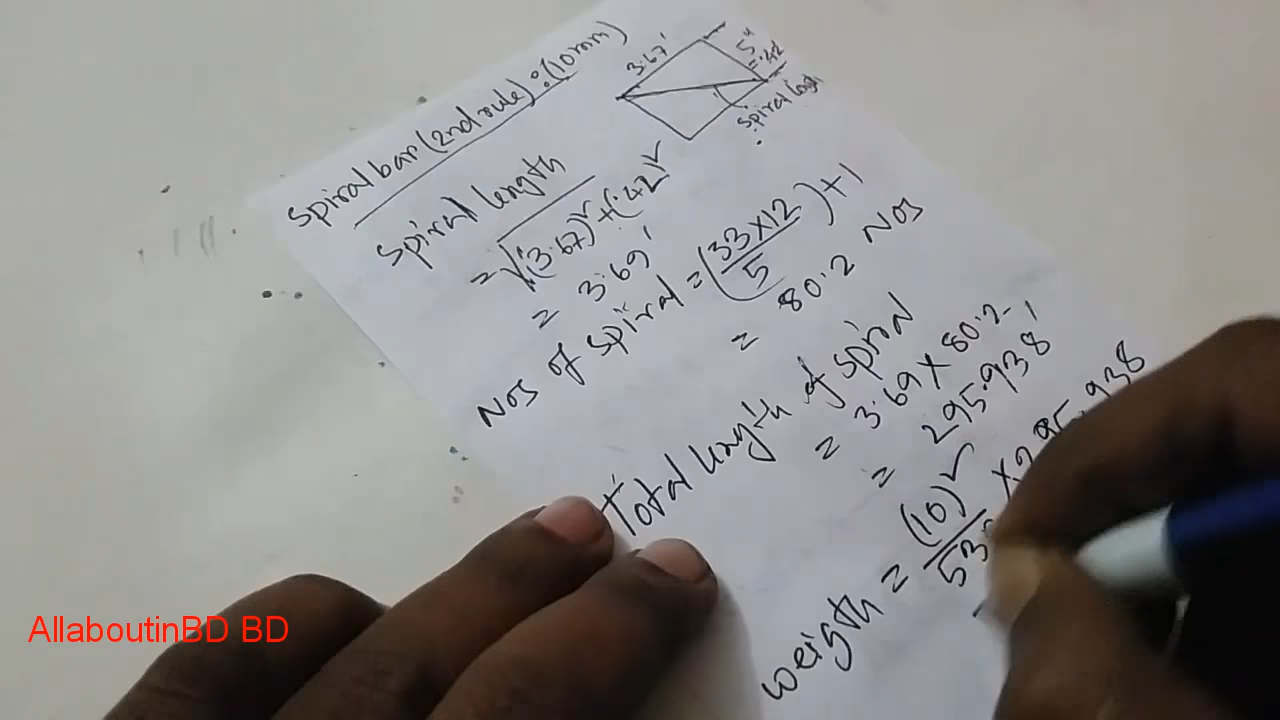 Spiral bar (2nd rule) : (10mm)
3.67'
5"
= .42
Spiral length
Spiral length
= √(3.67)² + (.42)²
= 3.69'
Nos of spiral = (33×12/5) + 1
= 80.2 Nos
Total length of spiral
= 3.69 × 80.2
= 295.938'
weigth = (10)²/53 × 295.938
AllaboutinBD BD